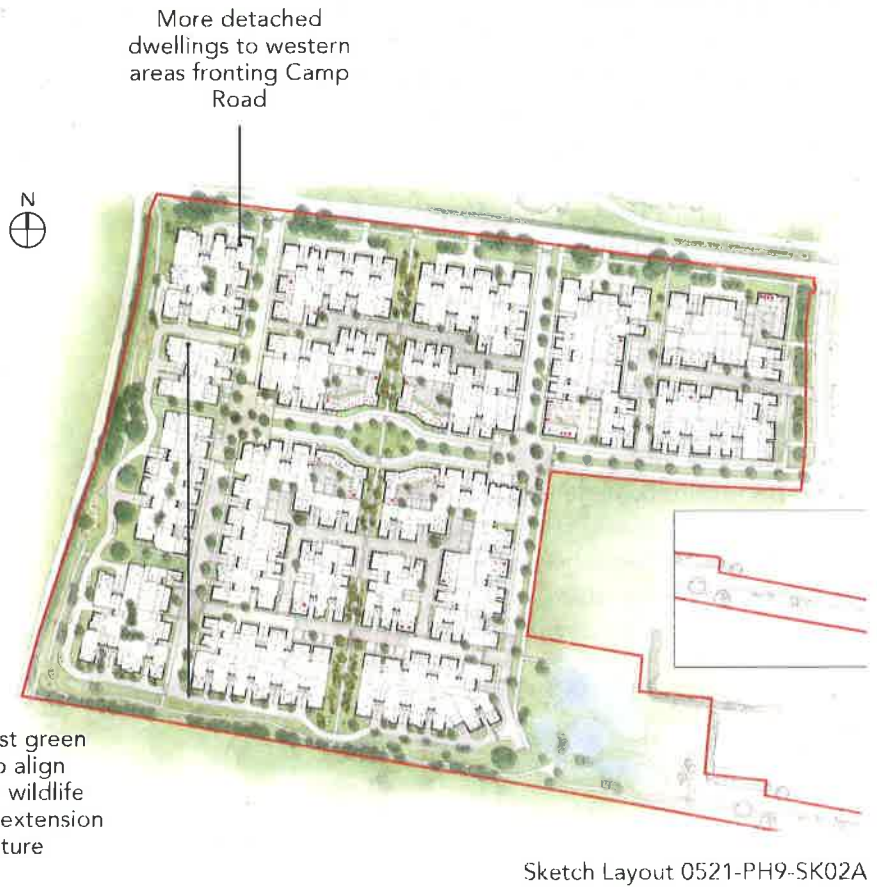 More detached
dwellings to western
areas fronting Camp
Road
N
st green
o align
wildlife
extension
ture
Sketch Layout 0521-PH9-SK02A